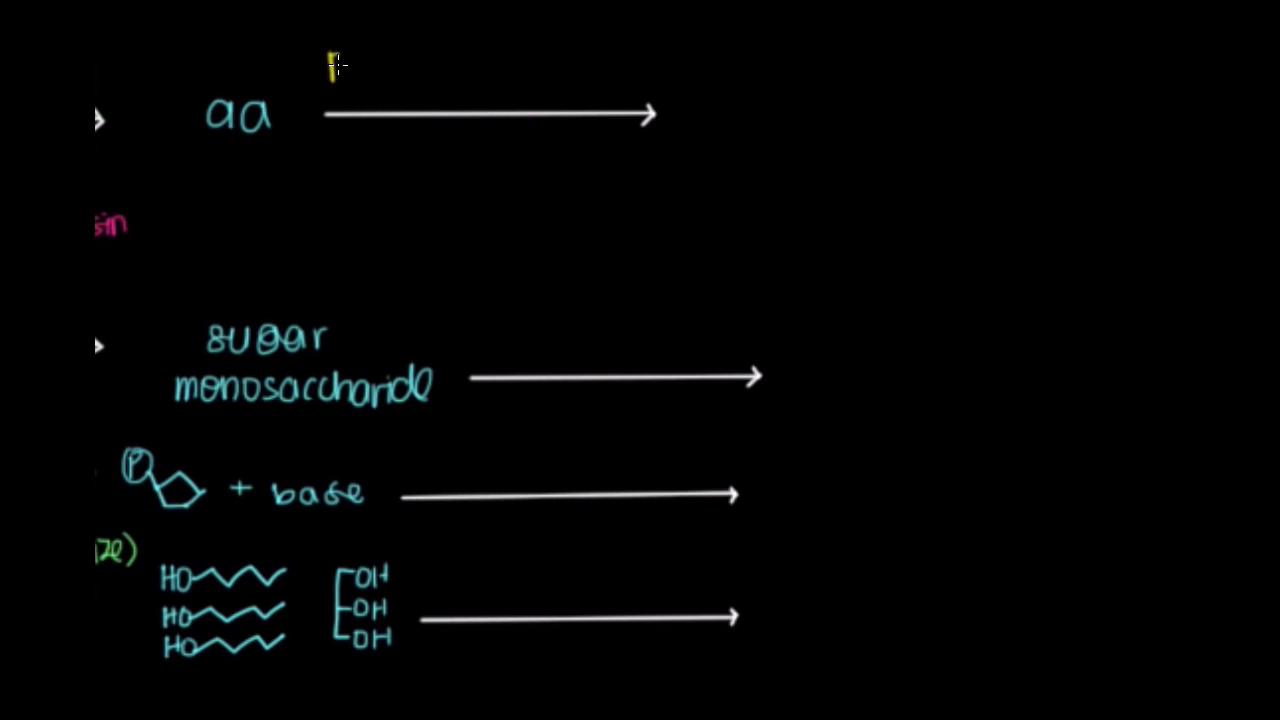 aa
sin
sugar
monosaccharide
P + base
ze)
HO OH
HO OH
HO OH